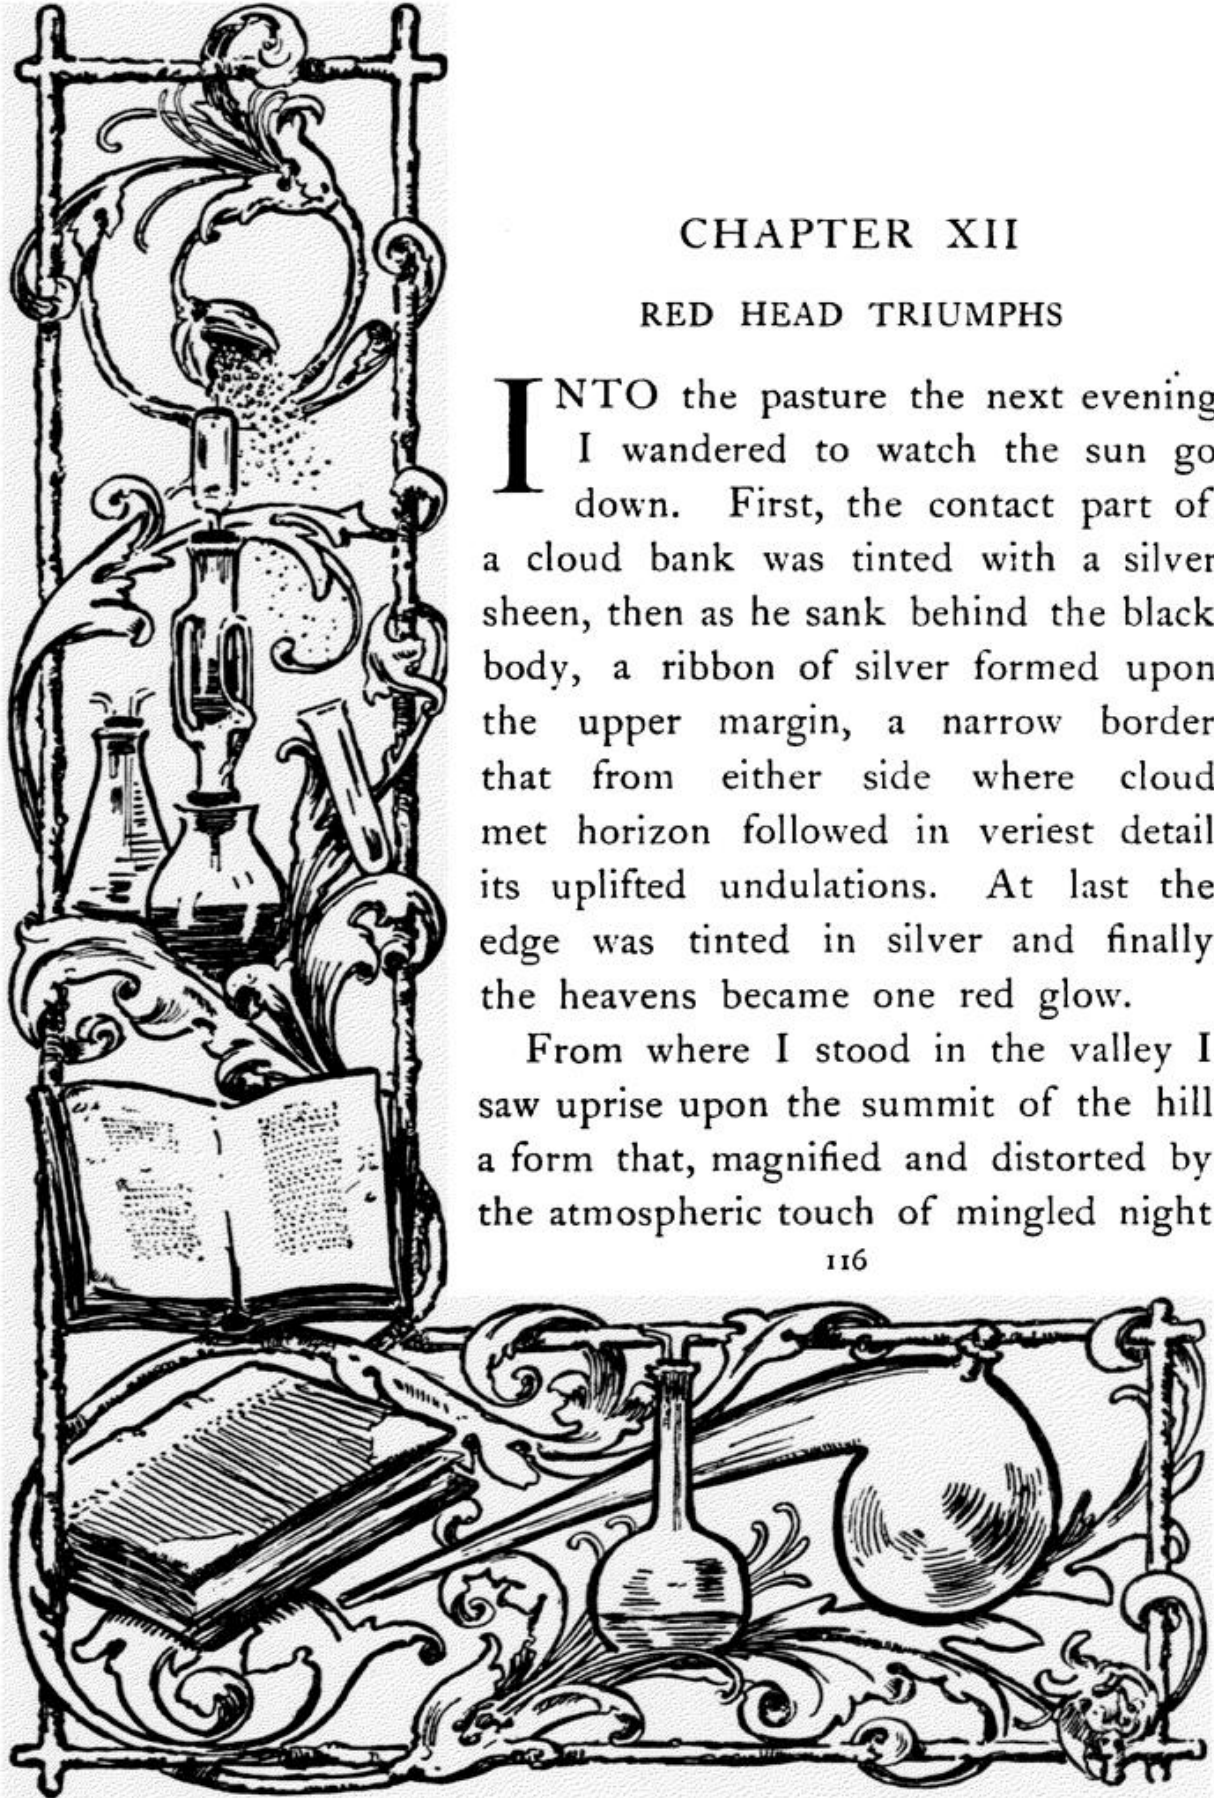 CHAPTER XII
RED HEAD TRIUMPHS
INTO the pasture the next evening
I wandered to watch the sun go
down. First, the contact part of
a cloud bank was tinted with a silver
sheen, then as he sank behind the black
body, a ribbon of silver formed upon
the upper margin, a narrow border
that from either side where cloud
met horizon followed in veriest detail
its uplifted undulations. At last the
edge was tinted in silver and finally
the heavens became one red glow.
From where I stood in the valley I
saw uprise upon the summit of the hill
a form that, magnified and distorted by
the atmospheric touch of mingled night
116